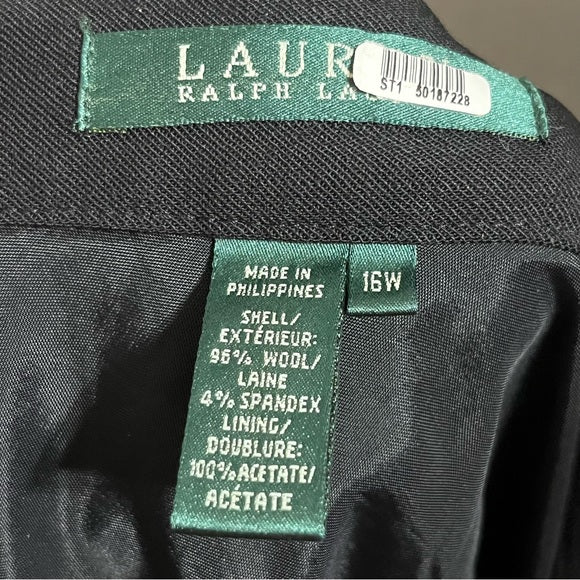 LAUR
RALPH LAU
ST1 50187228
MADE IN
PHILIPPINES
16W
SHELL/
EXTÉRIEUR:
96% WOOL/
LAINE
4% SPANDEX
LINING/
DOUBLURE:
100% ACETATE/
ACÉTATE